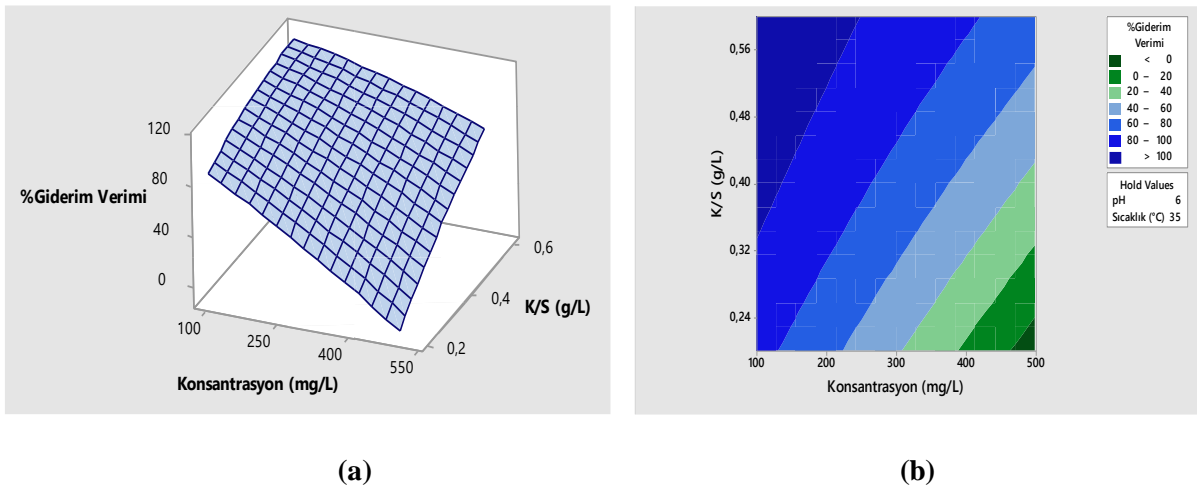 120
80
40
0
%Giderim Verimi
100
250
400
550
Konsantrasyon (mg/L)
0,6
0,4
0,2
K/S (g/L)
0,56
0,48
0,40
0,32
0,24
K/S (g/L)
100
200
300
400
500
Konsantrasyon (mg/L)
%Giderim
Verimi
< 0
0 – 20
20 – 40
40 – 60
60 – 80
80 – 100
> 100
Hold Values
pH 6
Sıcaklık (°C) 35
(a)
(b)